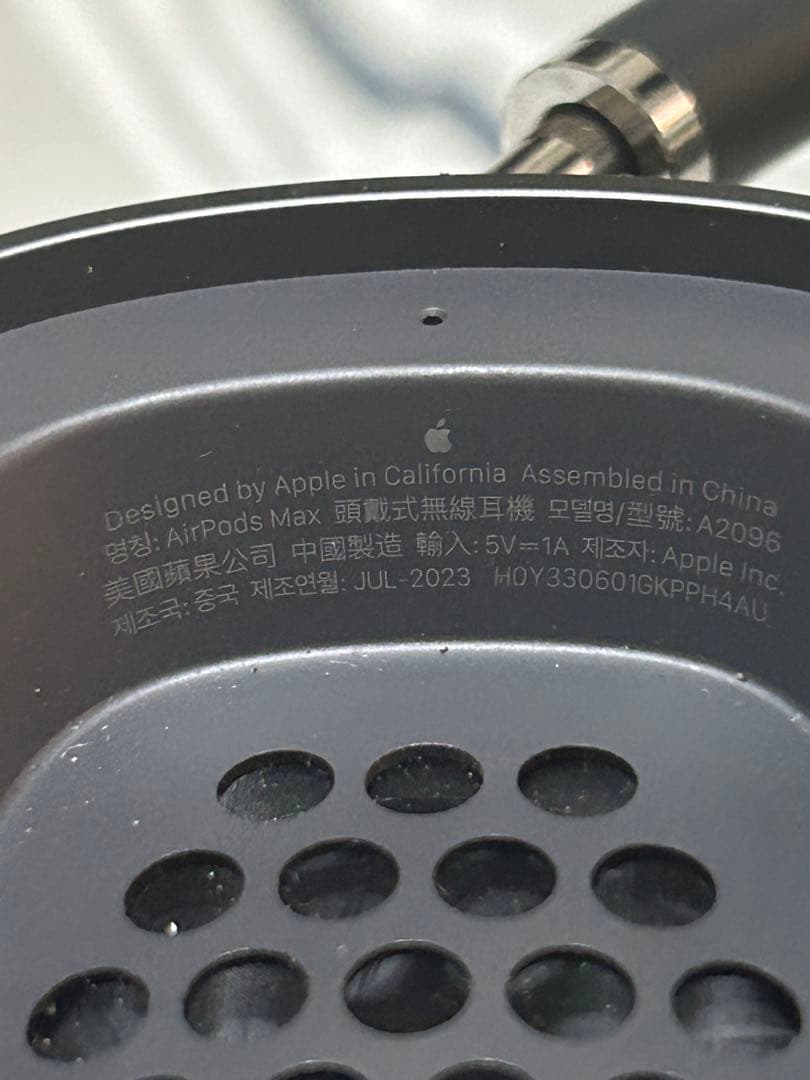 Designed by Apple in California Assembled in China
명칭: AirPods Max 頭戴式無線耳機 모델명/型號: A2096
美國蘋果公司 中國製造 輸入: 5V⎓1A 제조자: Apple Inc.
제조국: 중국 제조연월: JUL-2023 H0Y330601GKPPH4AU